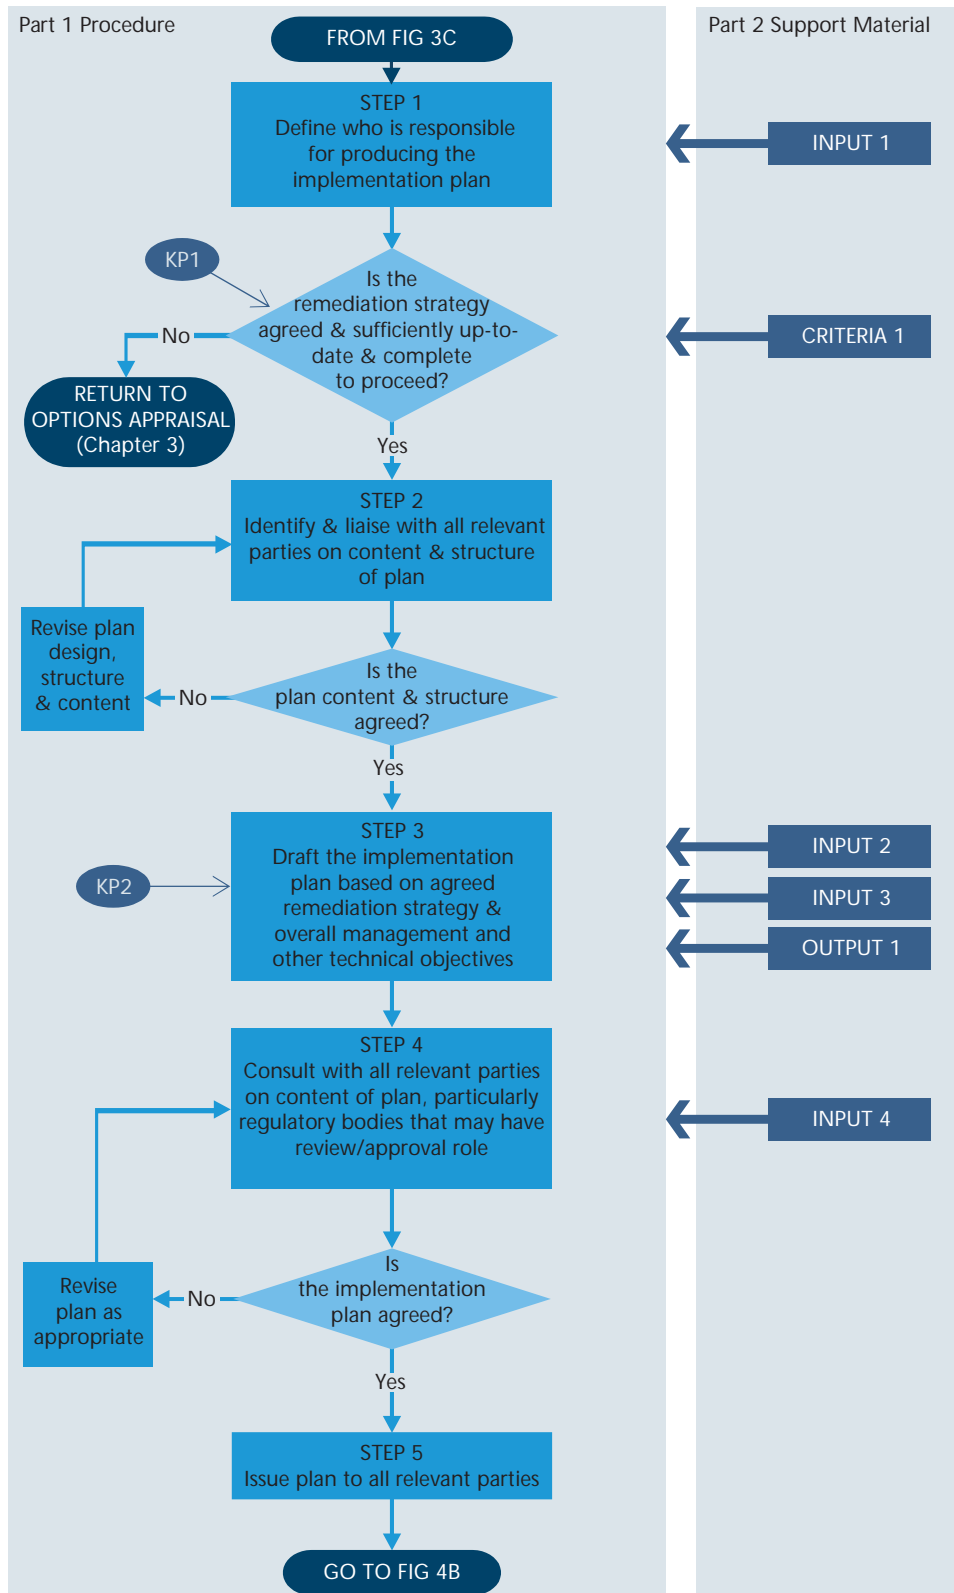 Part 1 Procedure
Part 2 Support Material
FROM FIG 3C
STEP 1
Define who is responsible
for producing the
implementation plan
INPUT 1
KP1
Is the
remediation strategy
agreed & sufficiently up-to-
date & complete
to proceed?
CRITERIA 1
No
RETURN TO
OPTIONS APPRAISAL
(Chapter 3)
Yes
STEP 2
Identify & liaise with all relevant
parties on content & structure
of plan
Revise plan
design,
structure
& content
No
Is the
plan content & structure
agreed?
Yes
STEP 3
Draft the implementation
plan based on agreed
remediation strategy &
overall management and
other technical objectives
KP2
INPUT 2
INPUT 3
OUTPUT 1
STEP 4
Consult with all relevant parties
on content of plan, particularly
regulatory bodies that may have
review/approval role
INPUT 4
Revise
plan as
appropriate
No
Is
the implementation
plan agreed?
Yes
STEP 5
Issue plan to all relevant parties
GO TO FIG 4B